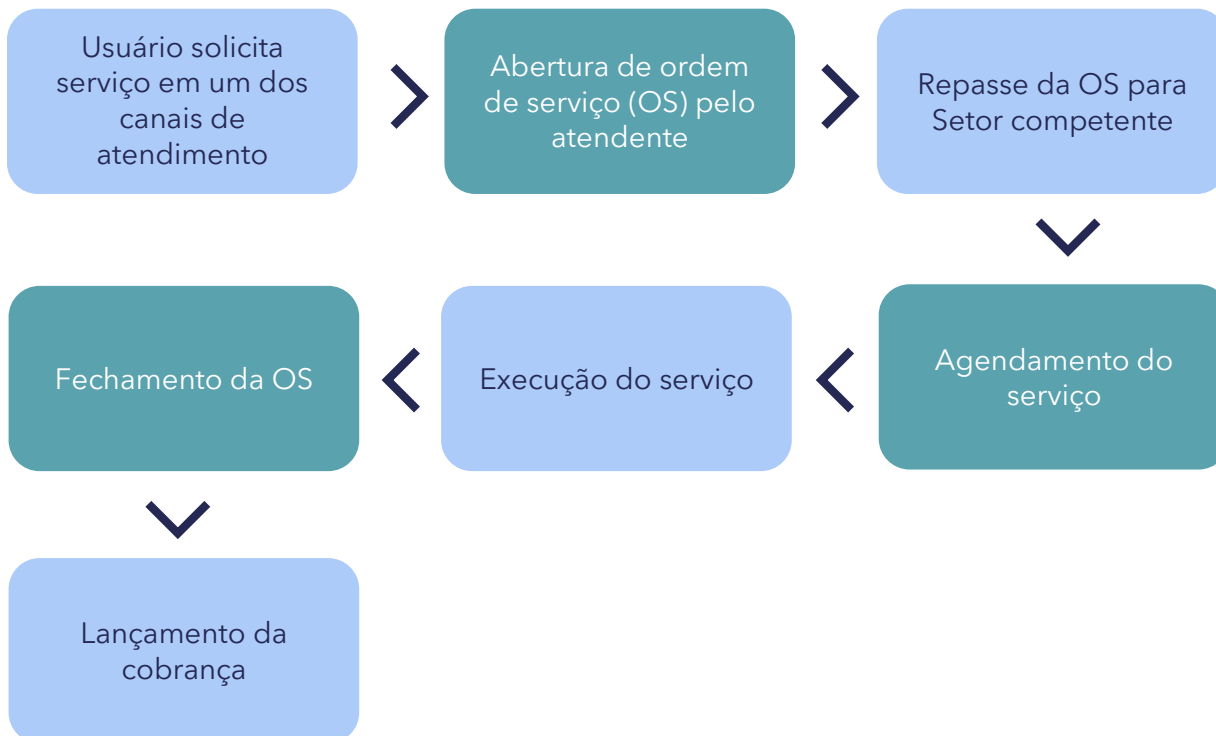 Usuário solicita
serviço em um dos
canais de
atendimento
Abertura de ordem
de serviço (OS) pelo
atendente
Repasse da OS para
Setor competente
Agendamento do
serviço
Execução do serviço
Fechamento da OS
Lançamento da
cobrança